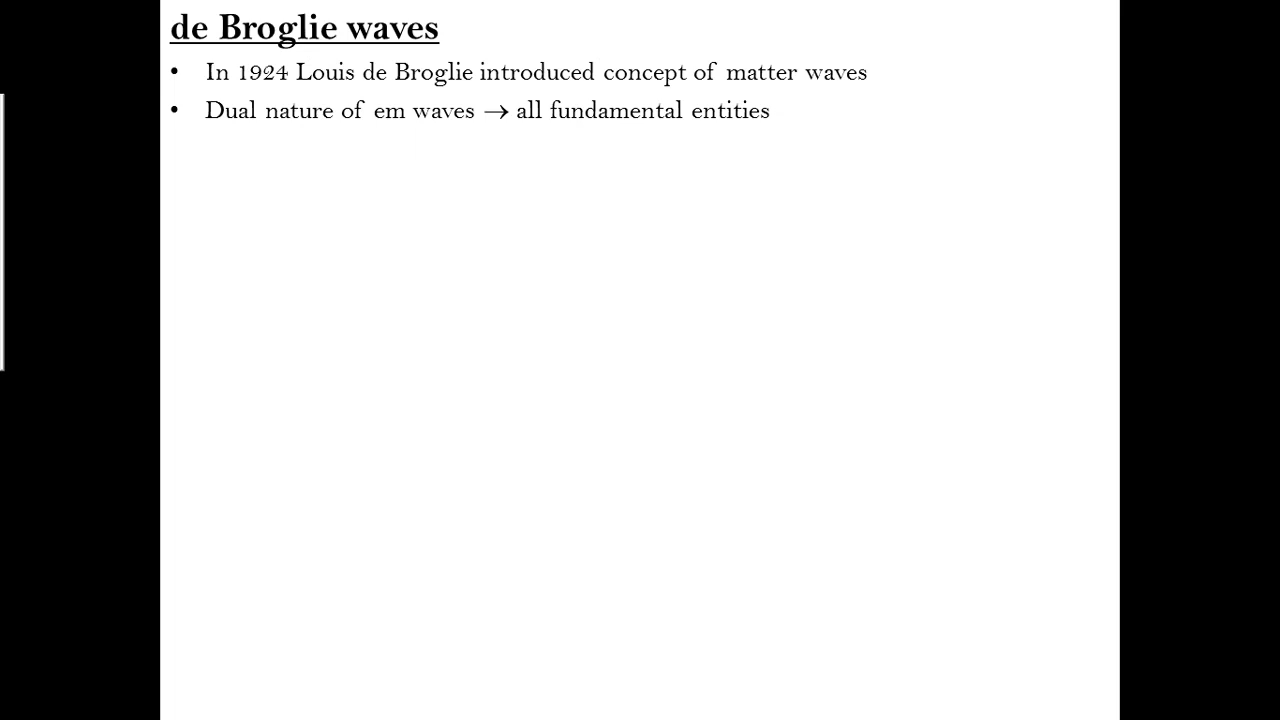 de Broglie waves
• In 1924 Louis de Broglie introduced concept of matter waves
• Dual nature of em waves → all fundamental entities